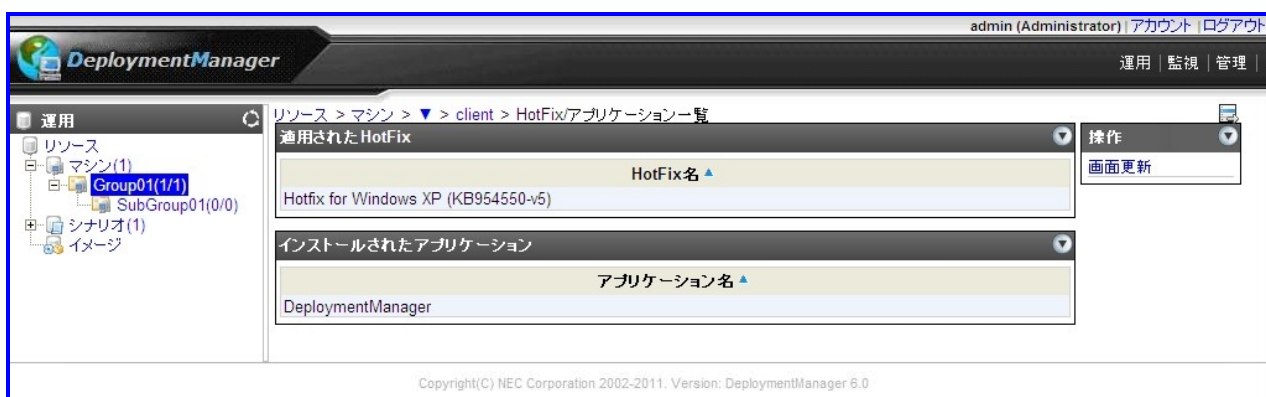 admin (Administrator) | アカウント | ログアウト
DeploymentManager
運用 | 監視 | 管理 |
運用
リソース
マシン(1)
Group01(1/1)
SubGroup01(0/0)
シナリオ(1)
イメージ
リソース > マシン > ▼ > client > HotFix/アプリケーション一覧
適用されたHotFix
HotFix名 ▲
Hotfix for Windows XP (KB954550-v5)
インストールされたアプリケーション
アプリケーション名 ▲
DeploymentManager
操作
画面更新
Copyright(C) NEC Corporation 2002-2011. Version: DeploymentManager 6.0